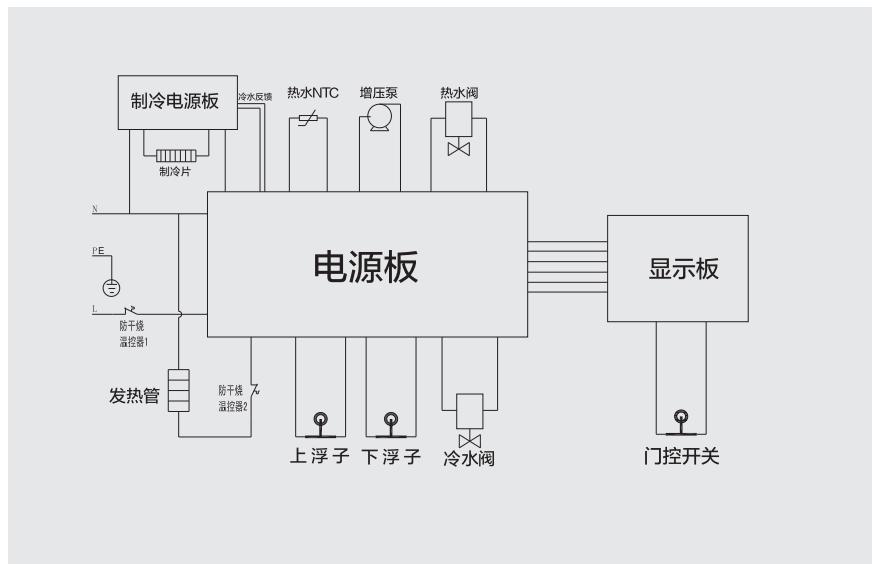 制冷电源板
冷水反馈
热水NTC
增压泵
热水阀
制冷片
N
电源板
显示板
PE
L
防干烧
温控器1
发热管
防干烧
温控器2
上浮子
下浮子
冷水阀
门控开关